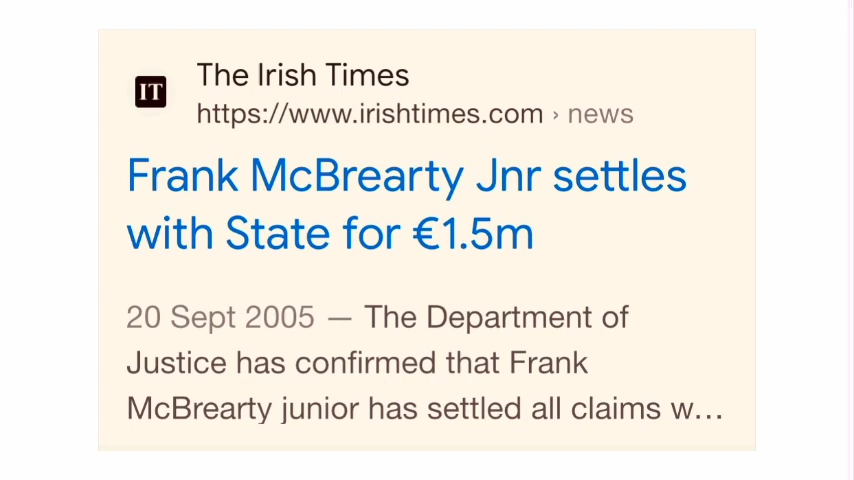 IT
The Irish Times
https://www.irishtimes.com › news
Frank McBrearty Jnr settles
with State for €1.5m
20 Sept 2005 — The Department of
Justice has confirmed that Frank
McBrearty junior has settled all claims w...